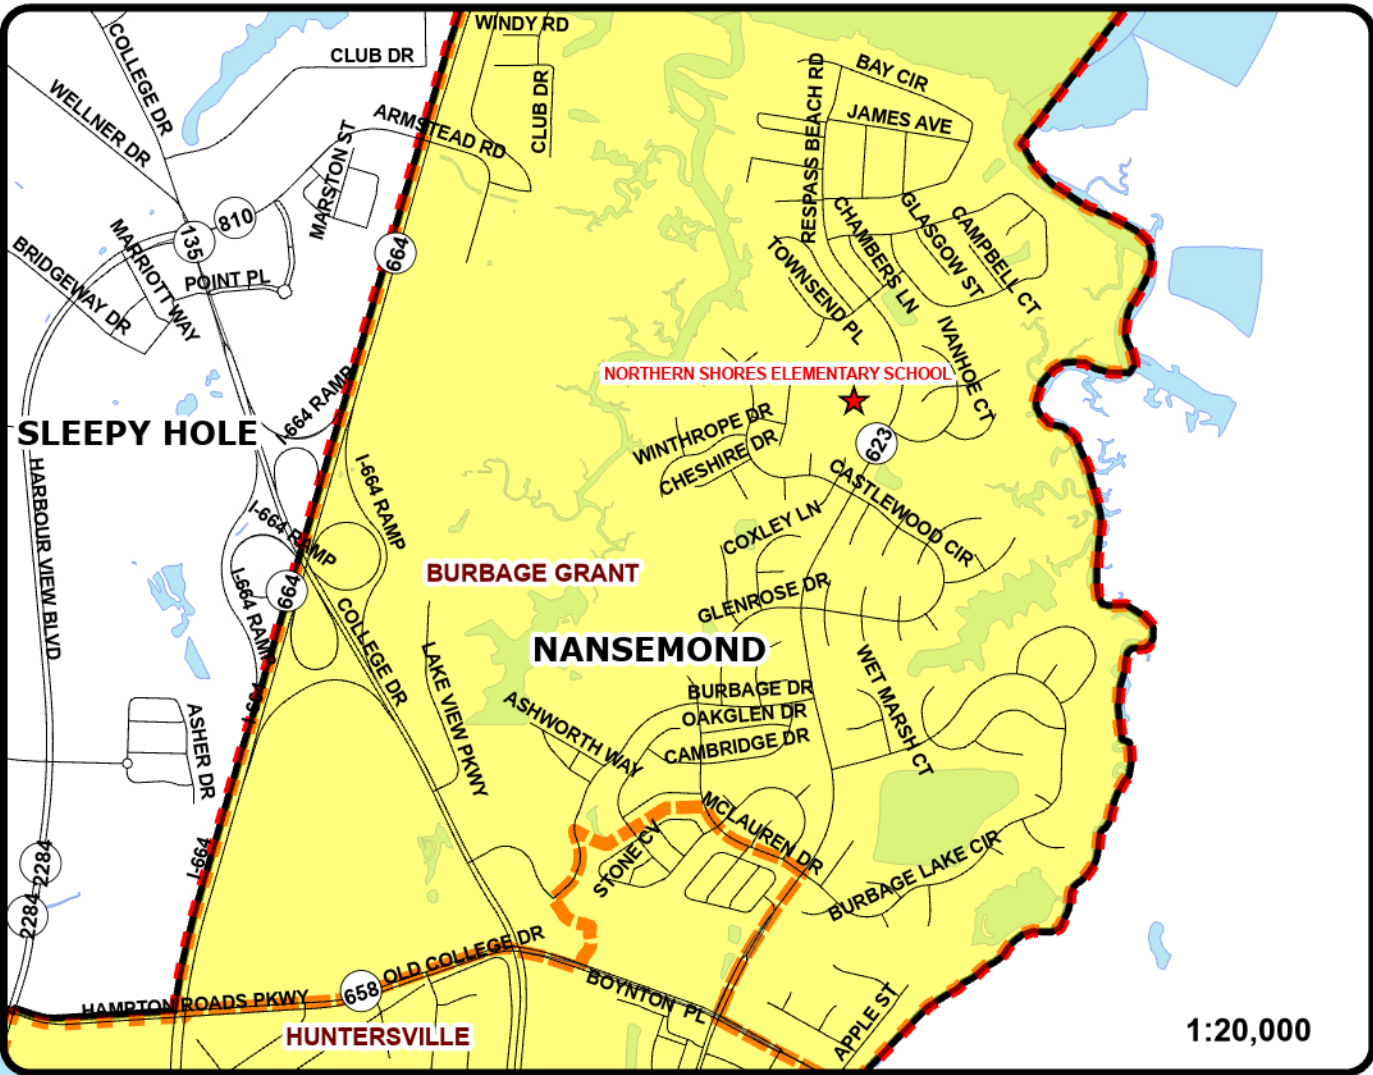 WINDY RD
COLLEGE DR
CLUB DR
CLUB DR
RESPASS BEACH RD
BAY CIR
WELLNER DR
ARMSTEAD RD
JAMES AVE
MARSTON ST
810
135
MARRIOTT WAY
BRIDGEWAY DR
POINT PL
664
CHAMBERS LN
GLASGOW ST
CAMPBELL CT
TOWNSEND PL
IVANHOE CT
NORTHERN SHORES ELEMENTARY SCHOOL
I-664 RAMP
SLEEPY HOLE
WINTHROPE DR
CHESHIRE DR
623
HARBOUR VIEW BLVD
I-664 RAMP
CASTLEWOOD CIR
I-664 RAMP
COXLEY LN
I-664 RAMP
664
BURBAGE GRANT
GLENROSE DR
COLLEGE DR
NANSEMOND
LAKE VIEW PKWY
WET MARSH CT
I-664
BURBAGE DR
ASHWORTH WAY
OAKGLEN DR
CAMBRIDGE DR
ASHER DR
MCLAUREN DR
STONE CV
I-664
2284
BURBAGE LAKE CIR
2284
OLD COLLEGE DR
658
HAMPTON ROADS PKWY
BOYNTON PL
APPLE ST
HUNTERSVILLE
1:20,000